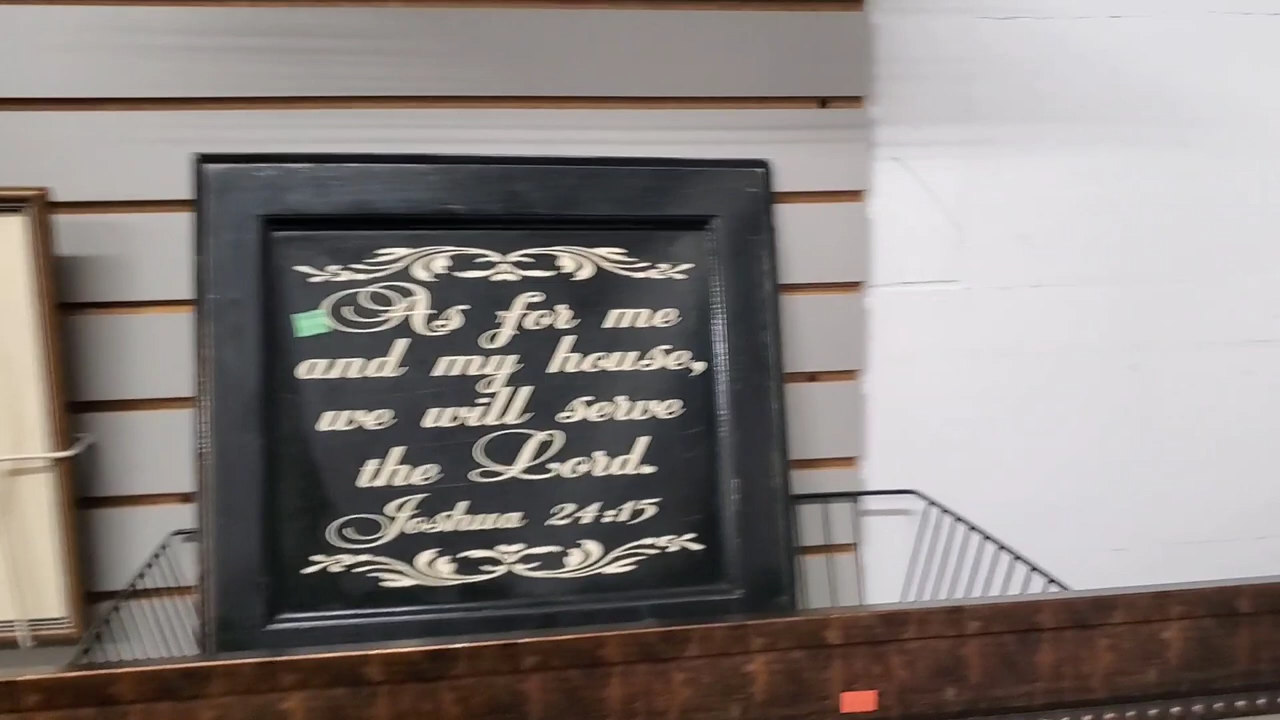 As for me
and my house,
we will serve
the Lord.
Joshua 24:15